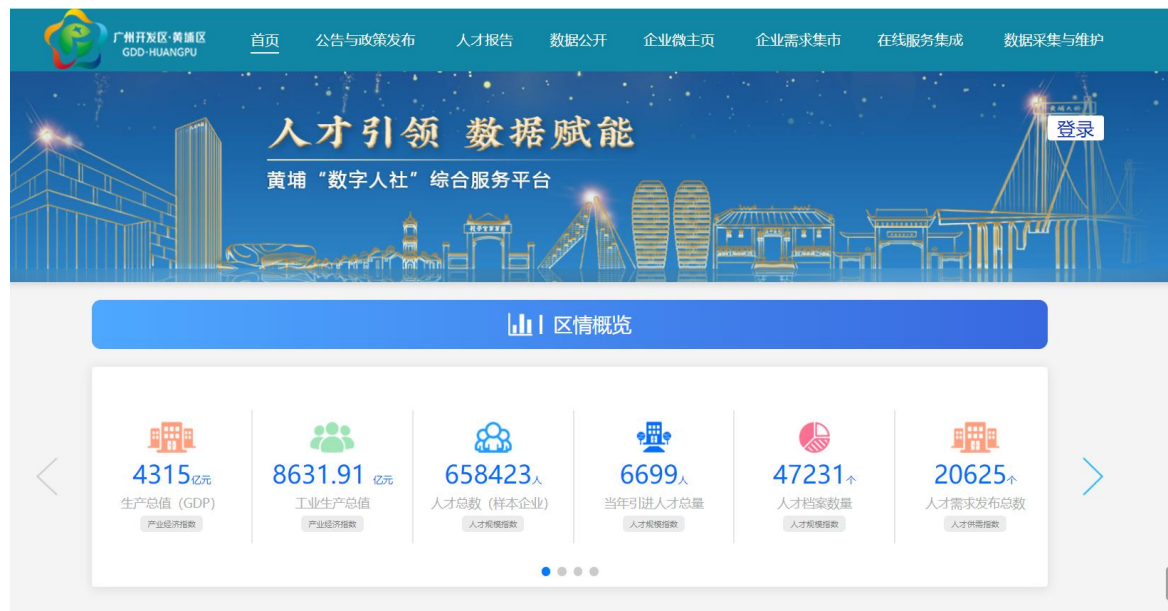 广州开发区·黄埔区
GDD·HUANGPU
首页 公告与政策发布 人才报告 数据公开 企业微主页 企业需求集市 在线服务集成 数据采集与维护
人才引领 数据赋能
黄埔大桥
登录
黄埔“数字人社”综合服务平台
区情概览
4315亿元 8631.91 亿元 658423人 6699人 47231个 20625个
生产总值（GDP） 工业生产总值 人才总数（样本企业） 当年引进人才总量 人才档案数量 人才需求发布总数
产业经济指数 产业经济指数 人才规模指数 人才规模指数 人才规模指数 人才供需指数